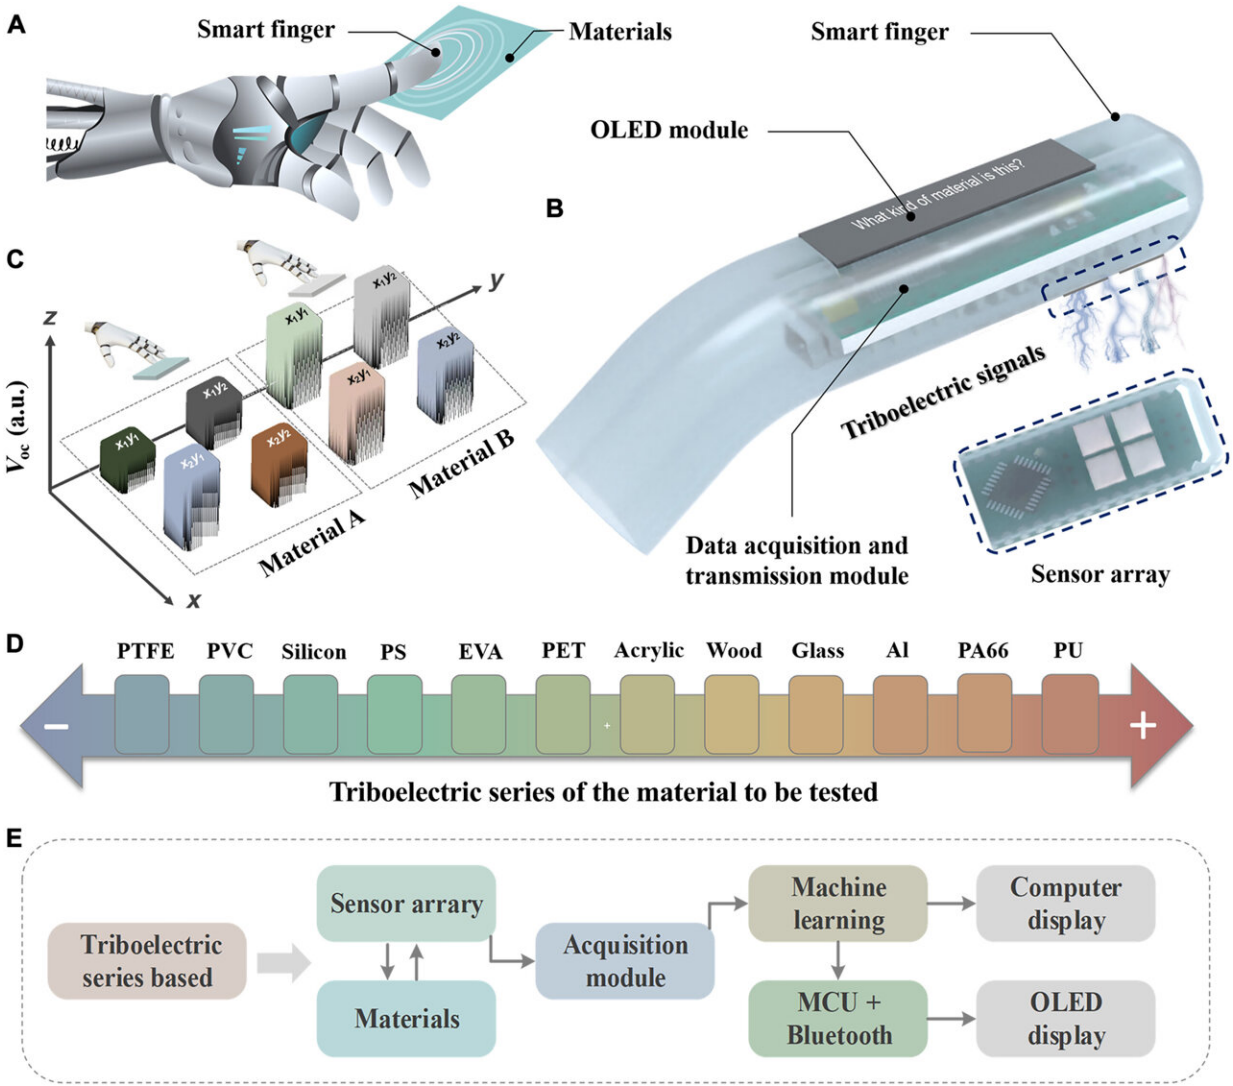 A
Smart finger
Materials
Smart finger
OLED module
B
What kind of material is this?
Triboelectric signals
Data acquisition and
transmission module
Sensor array
C
z
y
x
Voc (a.u.)
x1y1
x1y2
x2y1
x2y2
Material A
x1y1
x1y2
x2y1
x2y2
Material B
D
PTFE PVC Silicon PS EVA PET Acrylic Wood Glass Al PA66 PU
− + +
Triboelectric series of the material to be tested
E
Triboelectric
series based
Sensor arrary
Materials
Acquisition
module
Machine
learning
Computer
display
MCU +
Bluetooth
OLED
display